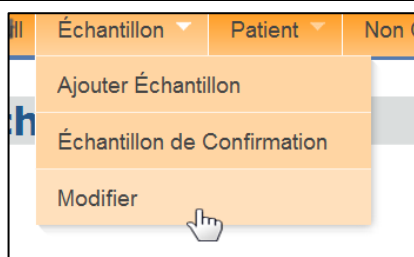 Échantillon Patient Non
Ajouter Échantillon
Échantillon de Confirmation
Modifier